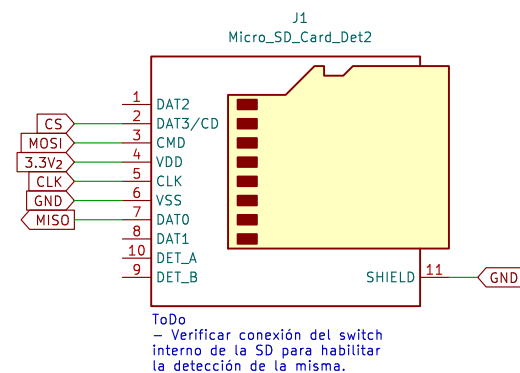 J1
Micro_SD_Card_Det2
1 DAT2
CS 2 DAT3/CD
MOSI 3 CMD
3.3V2 4 VDD
CLK 5 CLK
GND 6 VSS
MISO 7 DAT0
8 DAT1
10 DET_A
9 DET_B
SHIELD 11 GND
ToDo
- Verificar conexión del switch
interno de la SD para habilitar
la detección de la misma.